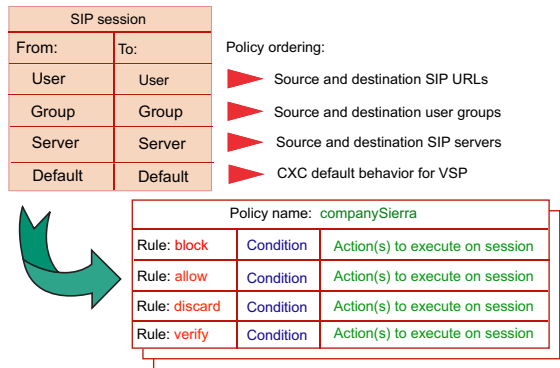 SIP session
From: To: Policy ordering:
User User Source and destination SIP URLs
Group Group Source and destination user groups
Server Server Source and destination SIP servers
Default Default CXC default behavior for VSP
Policy name: companySierra
Rule: block Condition Action(s) to execute on session
Rule: allow Condition Action(s) to execute on session
Rule: discard Condition Action(s) to execute on session
Rule: verify Condition Action(s) to execute on session